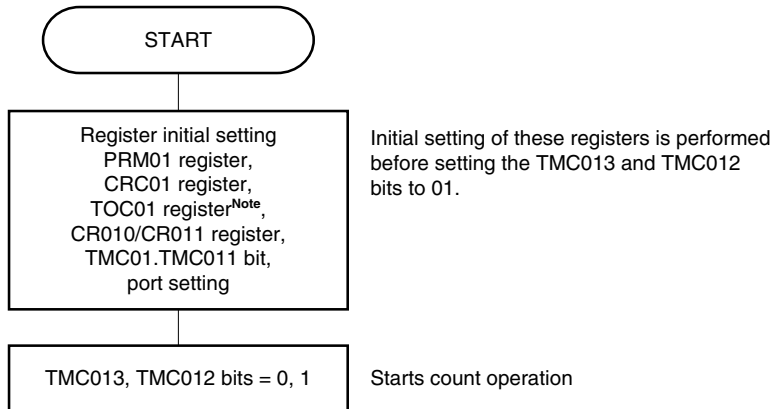 START
Register initial setting
PRM01 register,
CRC01 register,
TOC01 registerNote,
CR010/CR011 register,
TMC01.TMC011 bit,
port setting
Initial setting of these registers is performed
before setting the TMC013 and TMC012
bits to 01.
TMC013, TMC012 bits = 0, 1
Starts count operation